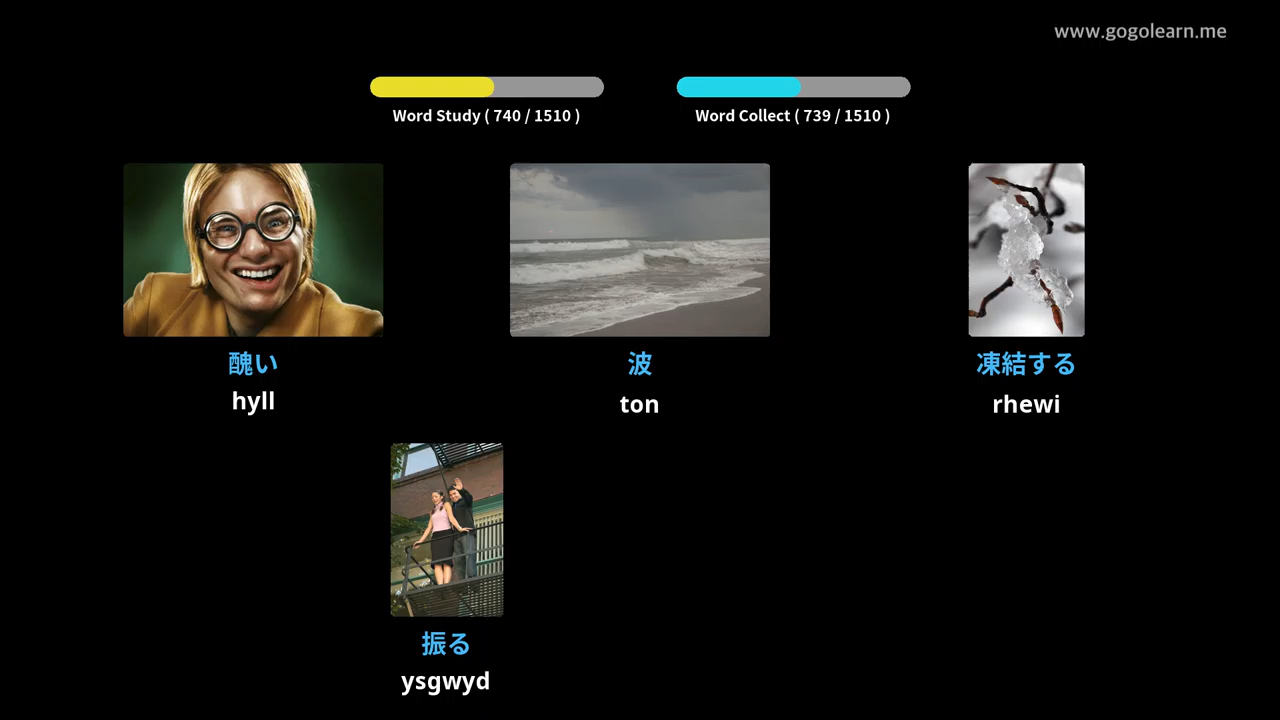 www.gogolearn.me
Word Study ( 740 / 1510 )
Word Collect ( 739 / 1510 )
醜い
hyll
波
ton
凍結する
rhewi
振る
ysgwyd